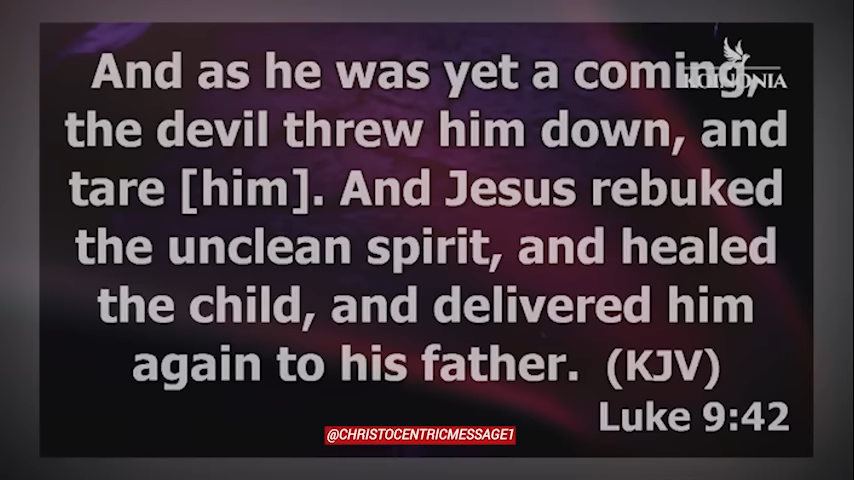 And as he was yet a coming,
the devil threw him down, and
tare [him]. And Jesus rebuked
the unclean spirit, and healed
the child, and delivered him
again to his father. (KJV)
Luke 9:42
KOINONIA
@CHRISTOCENTRICMESSAGE1